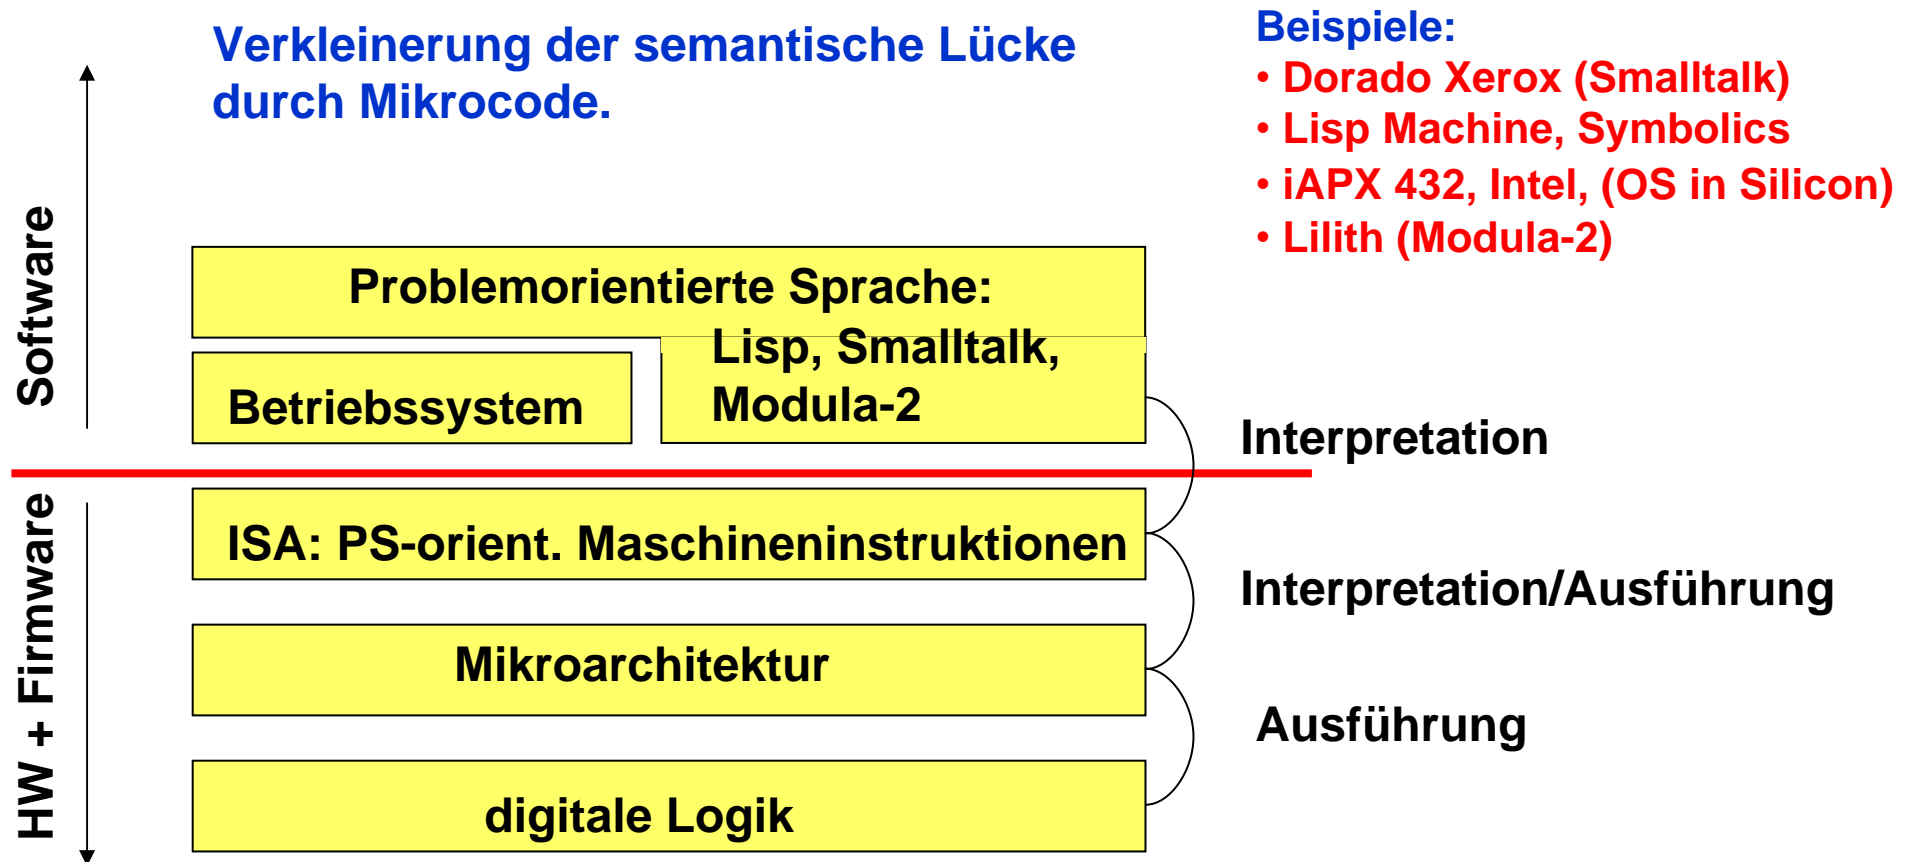 Verkleinerung der semantische Lücke
durch Mikrocode.
Beispiele:
• Dorado Xerox (Smalltalk)
• Lisp Machine, Symbolics
• iAPX 432, Intel, (OS in Silicon)
• Lilith (Modula-2)
Software
Problemorientierte Sprache:
Lisp, Smalltalk,
Modula-2
Betriebssystem
Interpretation
HW + Firmware
ISA: PS-orient. Maschineninstruktionen
Interpretation/Ausführung
Mikroarchitektur
Ausführung
digitale Logik